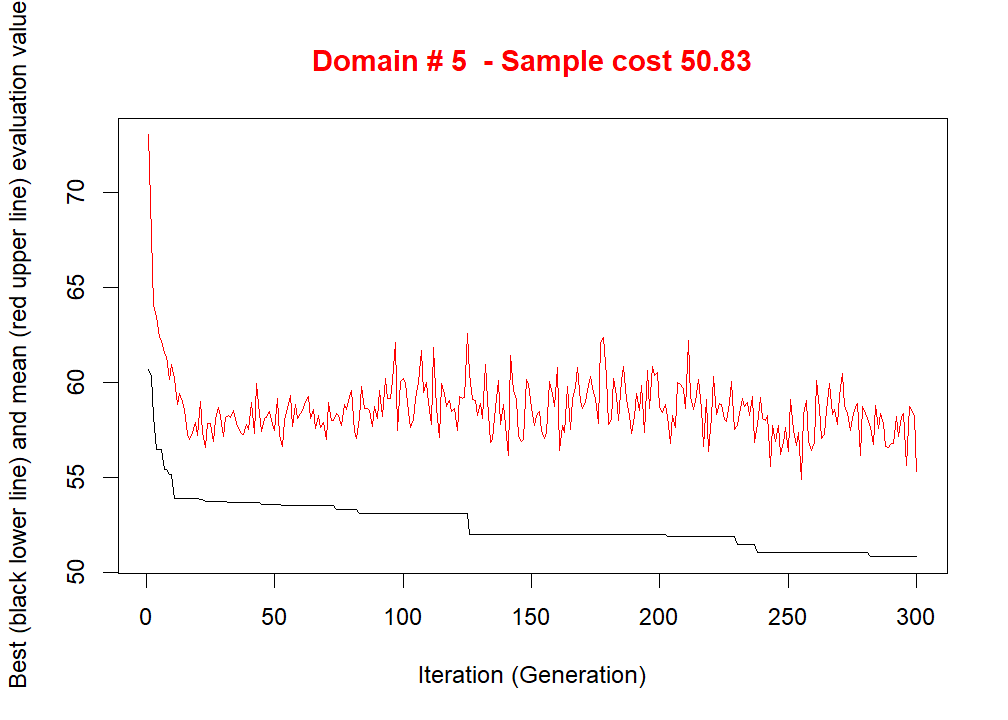 Domain # 5  - Sample cost 50.83
Best (black lower line) and mean (red upper line) evaluation value
70
65
60
55
50
0 50 100 150 200 250 300
Iteration (Generation)